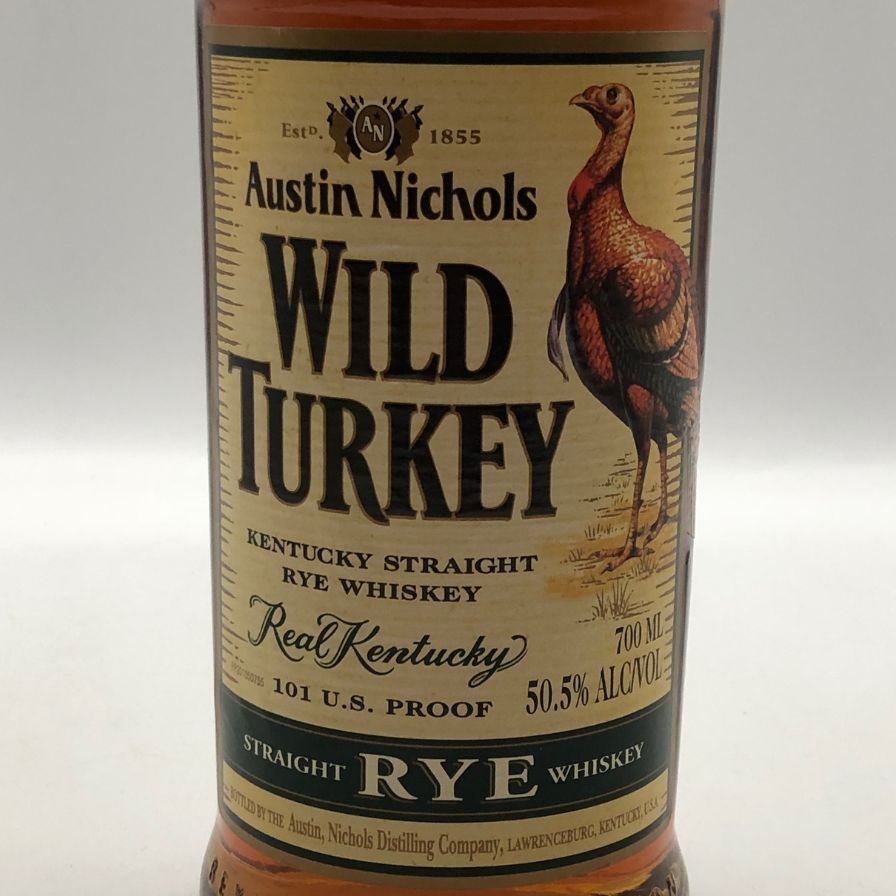 Estᴰ. AN 1855
Austin Nichols
WILD
TURKEY
KENTUCKY STRAIGHT
RYE WHISKEY
Real Kentucky
700 ML
101 U.S. PROOF
50.5% ALC/VOL
STRAIGHT RYE WHISKEY
BOTTLED BY THE Austin, Nichols Distilling Company, LAWRENCEBURG, KENTUCKY, U.S.A.